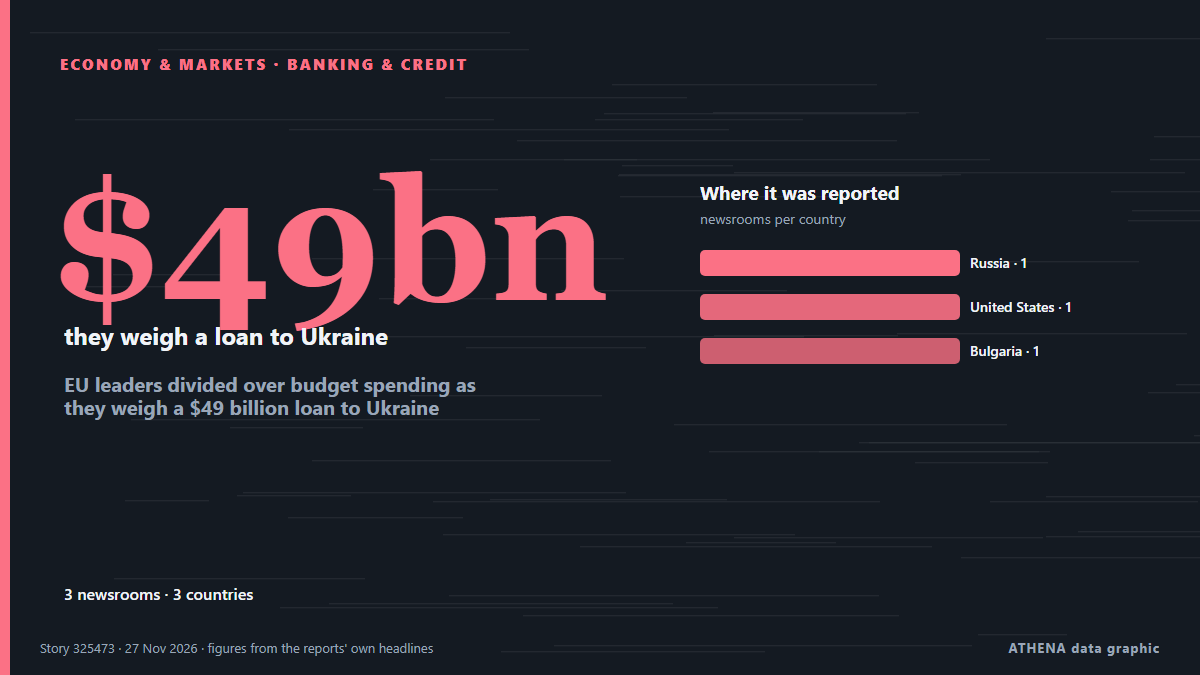 ECONOMY & MARKETS · BANKING & CREDIT
$49bn
they weigh a loan to Ukraine
EU leaders divided over budget spending as
they weigh a $49 billion loan to Ukraine
Where it was reported
newsrooms per country
Russia · 1
United States · 1
Bulgaria · 1
3 newsrooms · 3 countries
Story 325473 · 27 Nov 2026 · figures from the reports' own headlines
ATHENA data graphic